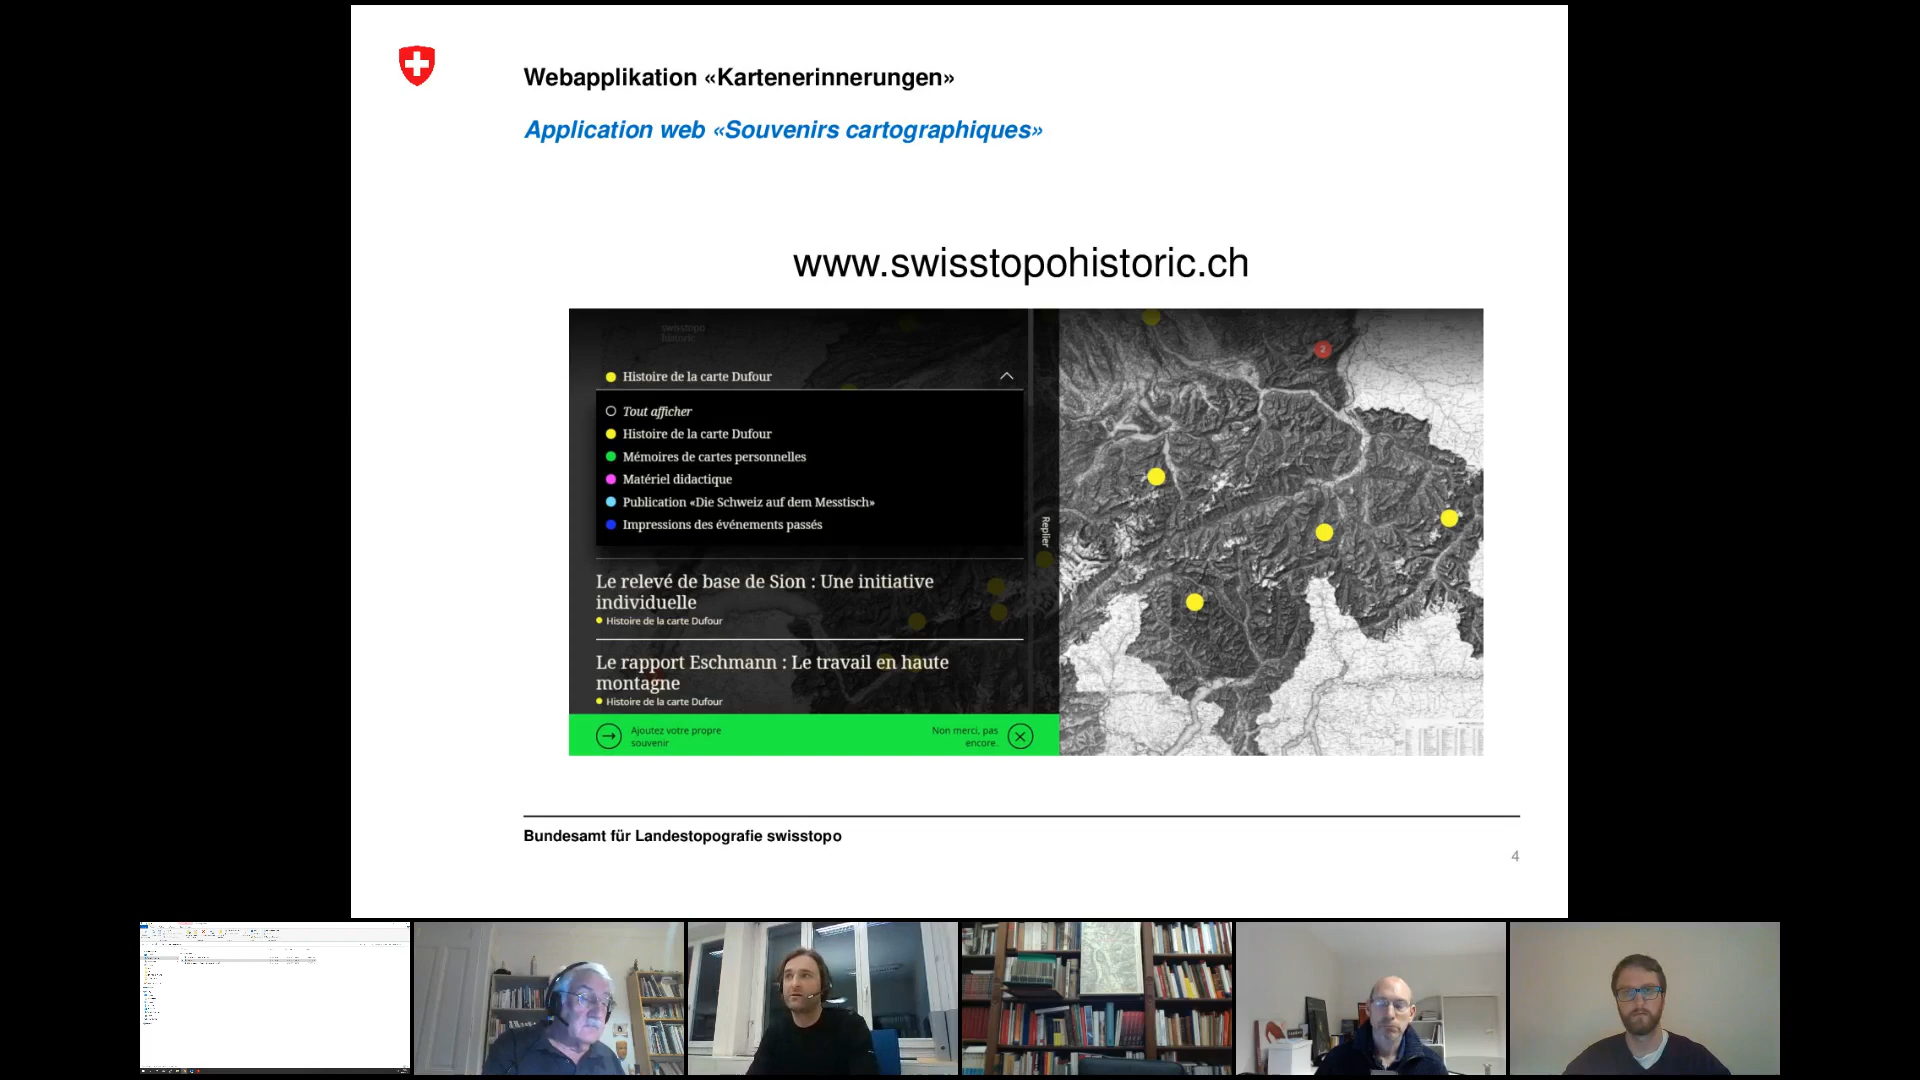 Webapplikation «Kartenerinnerungen»
Application web «Souvenirs cartographiques»
www.swisstopohistoric.ch
swisstopo
historic
2
Histoire de la carte Dufour
Tout afficher
Histoire de la carte Dufour
Mémoires de cartes personnelles
Matériel didactique
Publication «Die Schweiz auf dem Messtisch»
Impressions des événements passés
Replier
Le relevé de base de Sion : Une initiative
individuelle
Histoire de la carte Dufour
Le rapport Eschmann : Le travail en haute
montagne
Histoire de la carte Dufour
Ajoutez votre propre
souvenir
Non merci, pas
encore.
Bundesamt für Landestopografie swisstopo
4